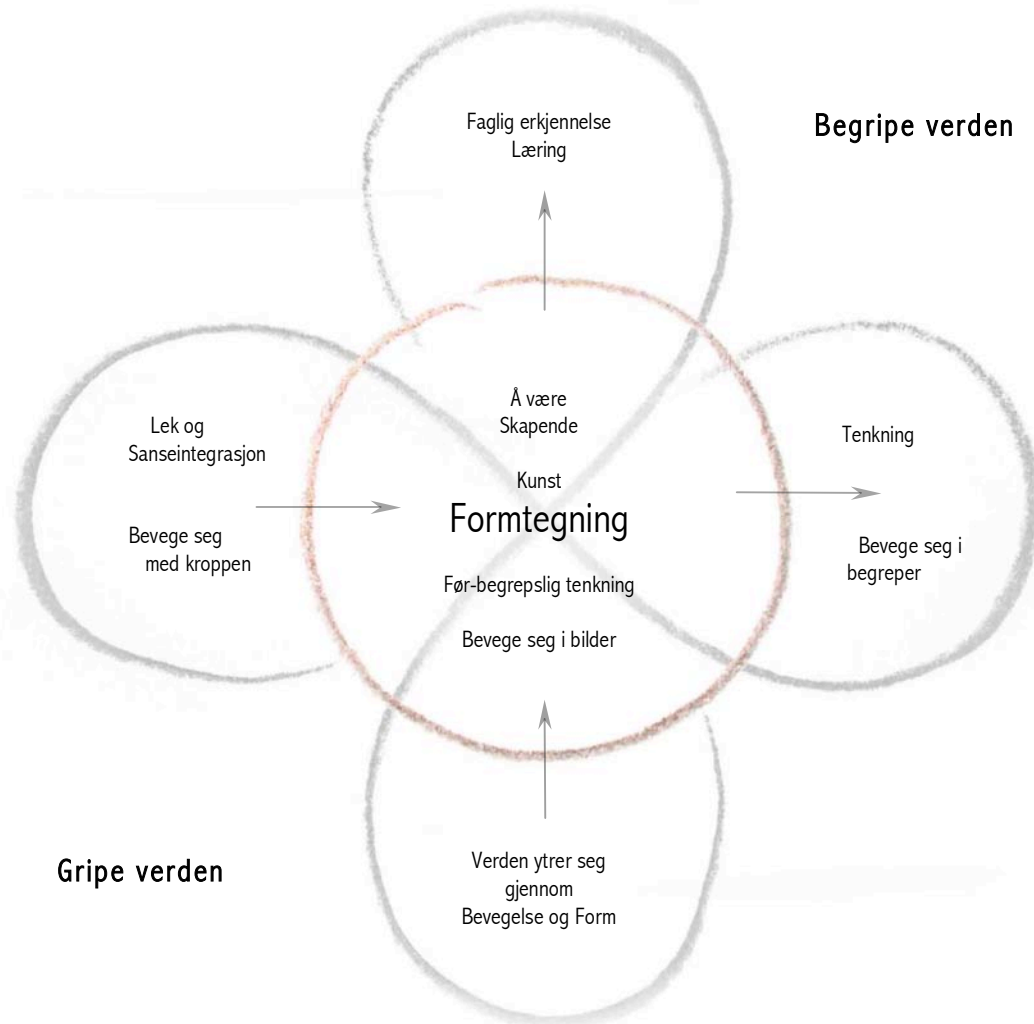 Faglig erkjennelse
Læring
Begripe verden
Å være
Skapende
Lek og
Sanseintegrasjon
Bevege seg
med kroppen
Kunst
Formtegning
Før-begrepslig tenkning
Bevege seg i bilder
Tenkning
Bevege seg i
begreper
Gripe verden
Verden ytrer seg
gjennom
Bevegelse og Form